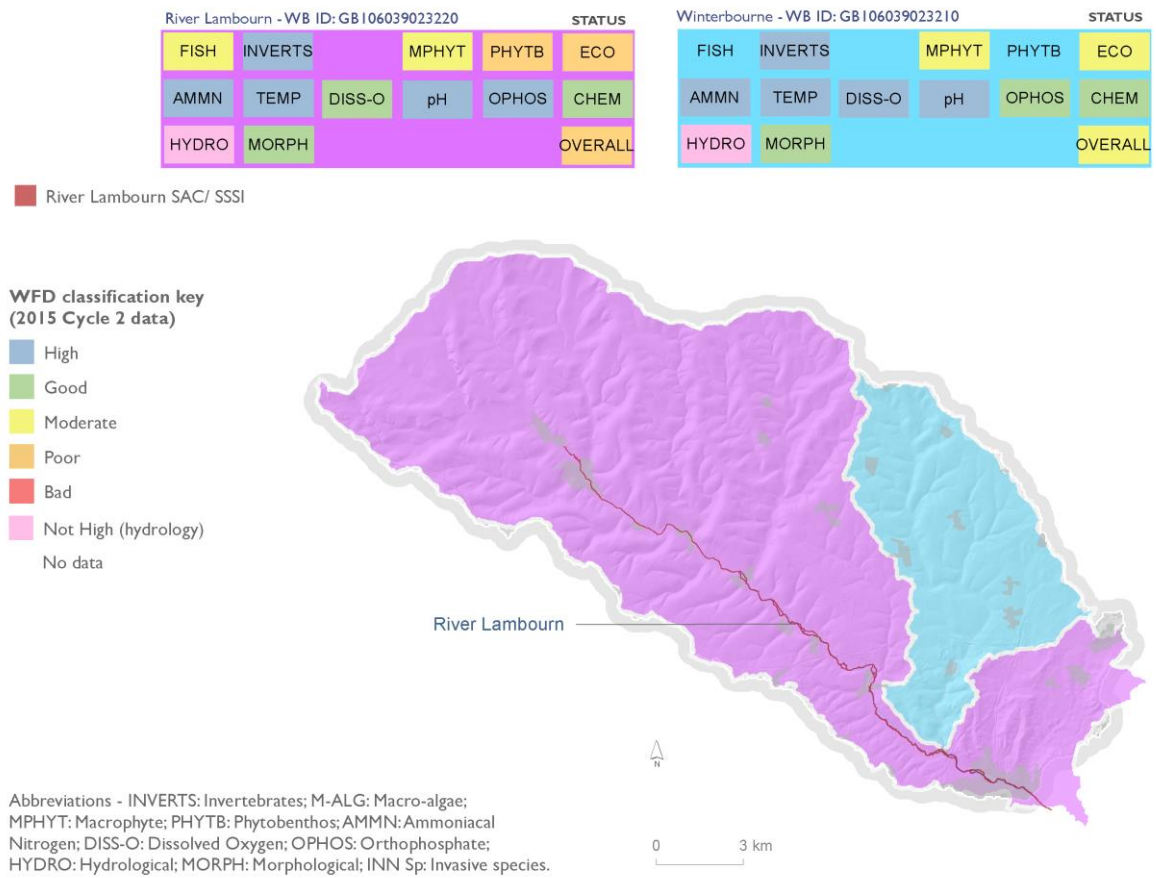 River Lambourn - WB ID: GB106039023220 STATUS
FISH INVERTS MPHYT PHYTB ECO
AMMN TEMP DISS-O pH OPHOS CHEM
HYDRO MORPH OVERALL
Winterbourne - WB ID: GB106039023210 STATUS
FISH INVERTS MPHYT PHYTB ECO
AMMN TEMP DISS-O pH OPHOS CHEM
HYDRO MORPH OVERALL
River Lambourn SAC/ SSSI
WFD classification key
(2015 Cycle 2 data)
High
Good
Moderate
Poor
Bad
Not High (hydrology)
No data
River Lambourn
N
0 3 km
Abbreviations - INVERTS: Invertebrates; M-ALG: Macro-algae;
MPHYT: Macrophyte; PHYTB: Phytobenthos; AMMN: Ammoniacal
Nitrogen; DISS-O: Dissolved Oxygen; OPHOS: Orthophosphate;
HYDRO: Hydrological; MORPH: Morphological; INN Sp: Invasive species.